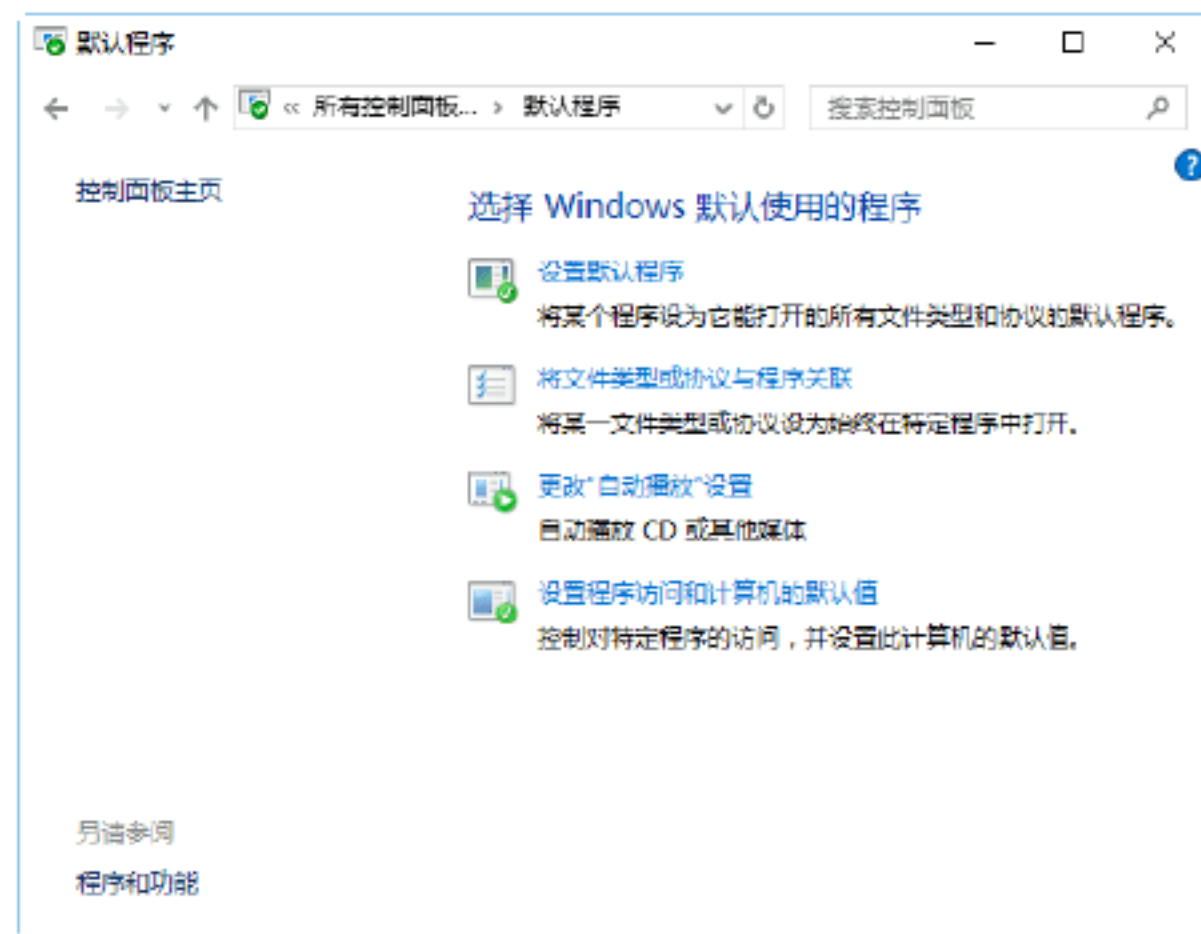 默认程序
« 所有控制面板... › 默认程序
搜索控制面板
控制面板主页
选择 Windows 默认使用的程序
设置默认程序
将某个程序设为它能打开的所有文件类型和协议的默认程序。
将文件类型或协议与程序关联
将某一文件类型或协议设为始终在特定程序中打开。
更改"自动播放"设置
自动播放 CD 或其他媒体
设置程序访问和计算机的默认值
控制对特定程序的访问，并设置此计算机的默认值。
另请参阅
程序和功能